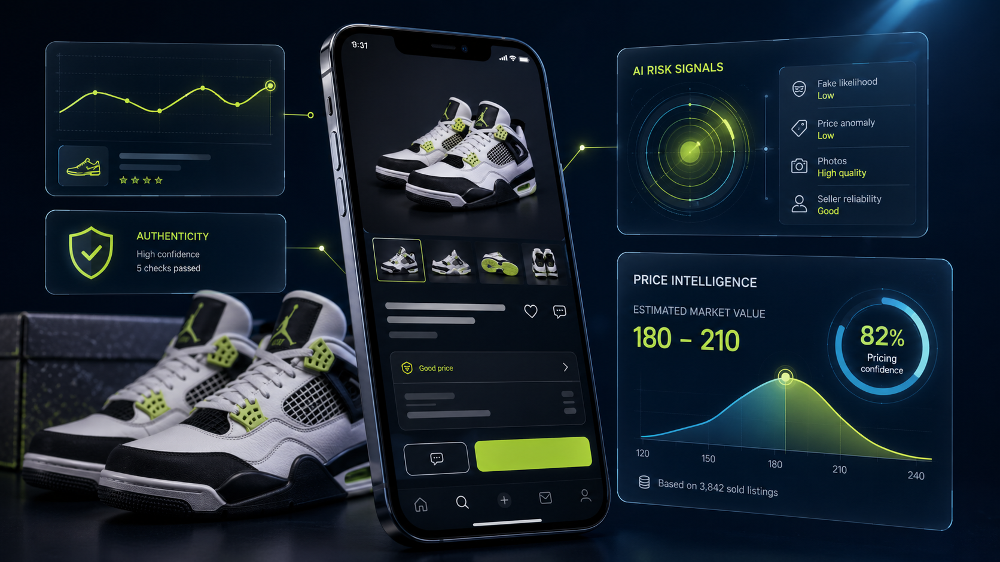 9:31
AUTHENTICITY
High confidence
5 checks passed
Good price
AI RISK SIGNALS
Fake likelihood
Low
Price anomaly
Low
Photos
High quality
Seller reliability
Good
PRICE INTELLIGENCE
ESTIMATED MARKET VALUE
180 – 210
82%
Pricing
confidence
120
150
180
210
240
Based on 3,842 sold listings